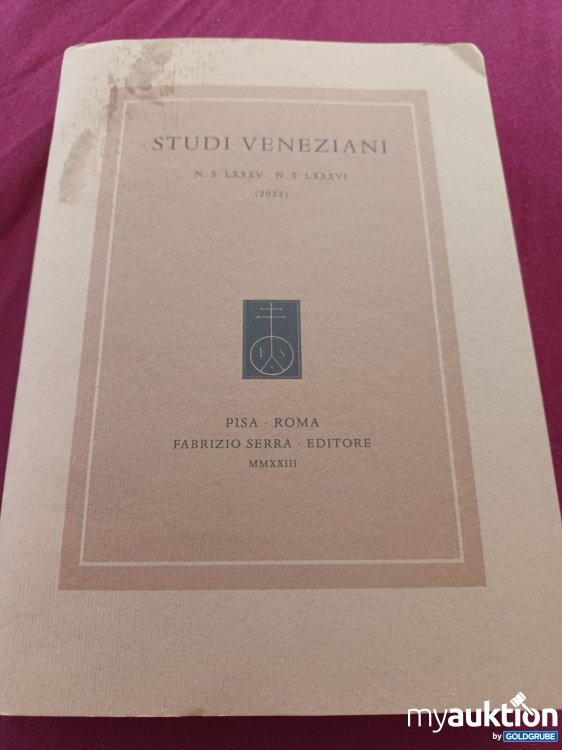 STUDI VENEZIANI
N. S. LXXXV · N. S. LXXXVI
(2022)
F S
PISA · ROMA
FABRIZIO SERRA · EDITORE
MMXXIII
myauktion
by GOLDGRUBE